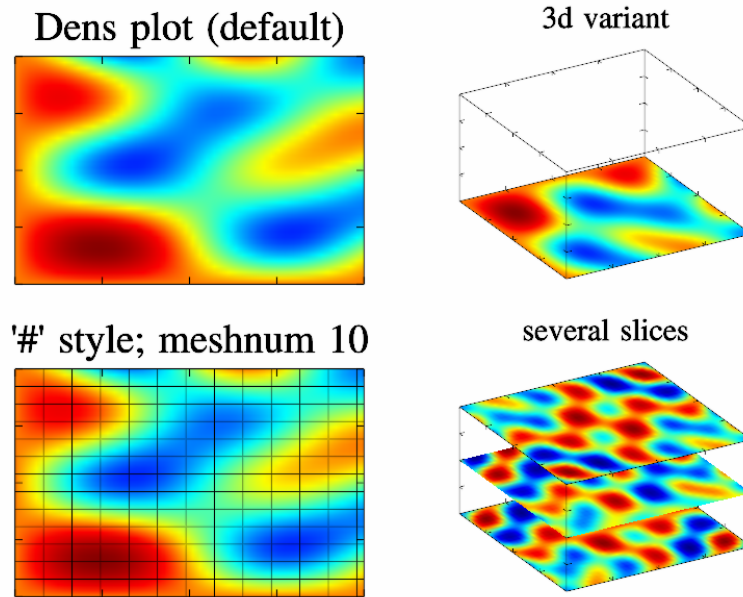 Dens plot (default)
3d variant
'#' style; meshnum 10
several slices